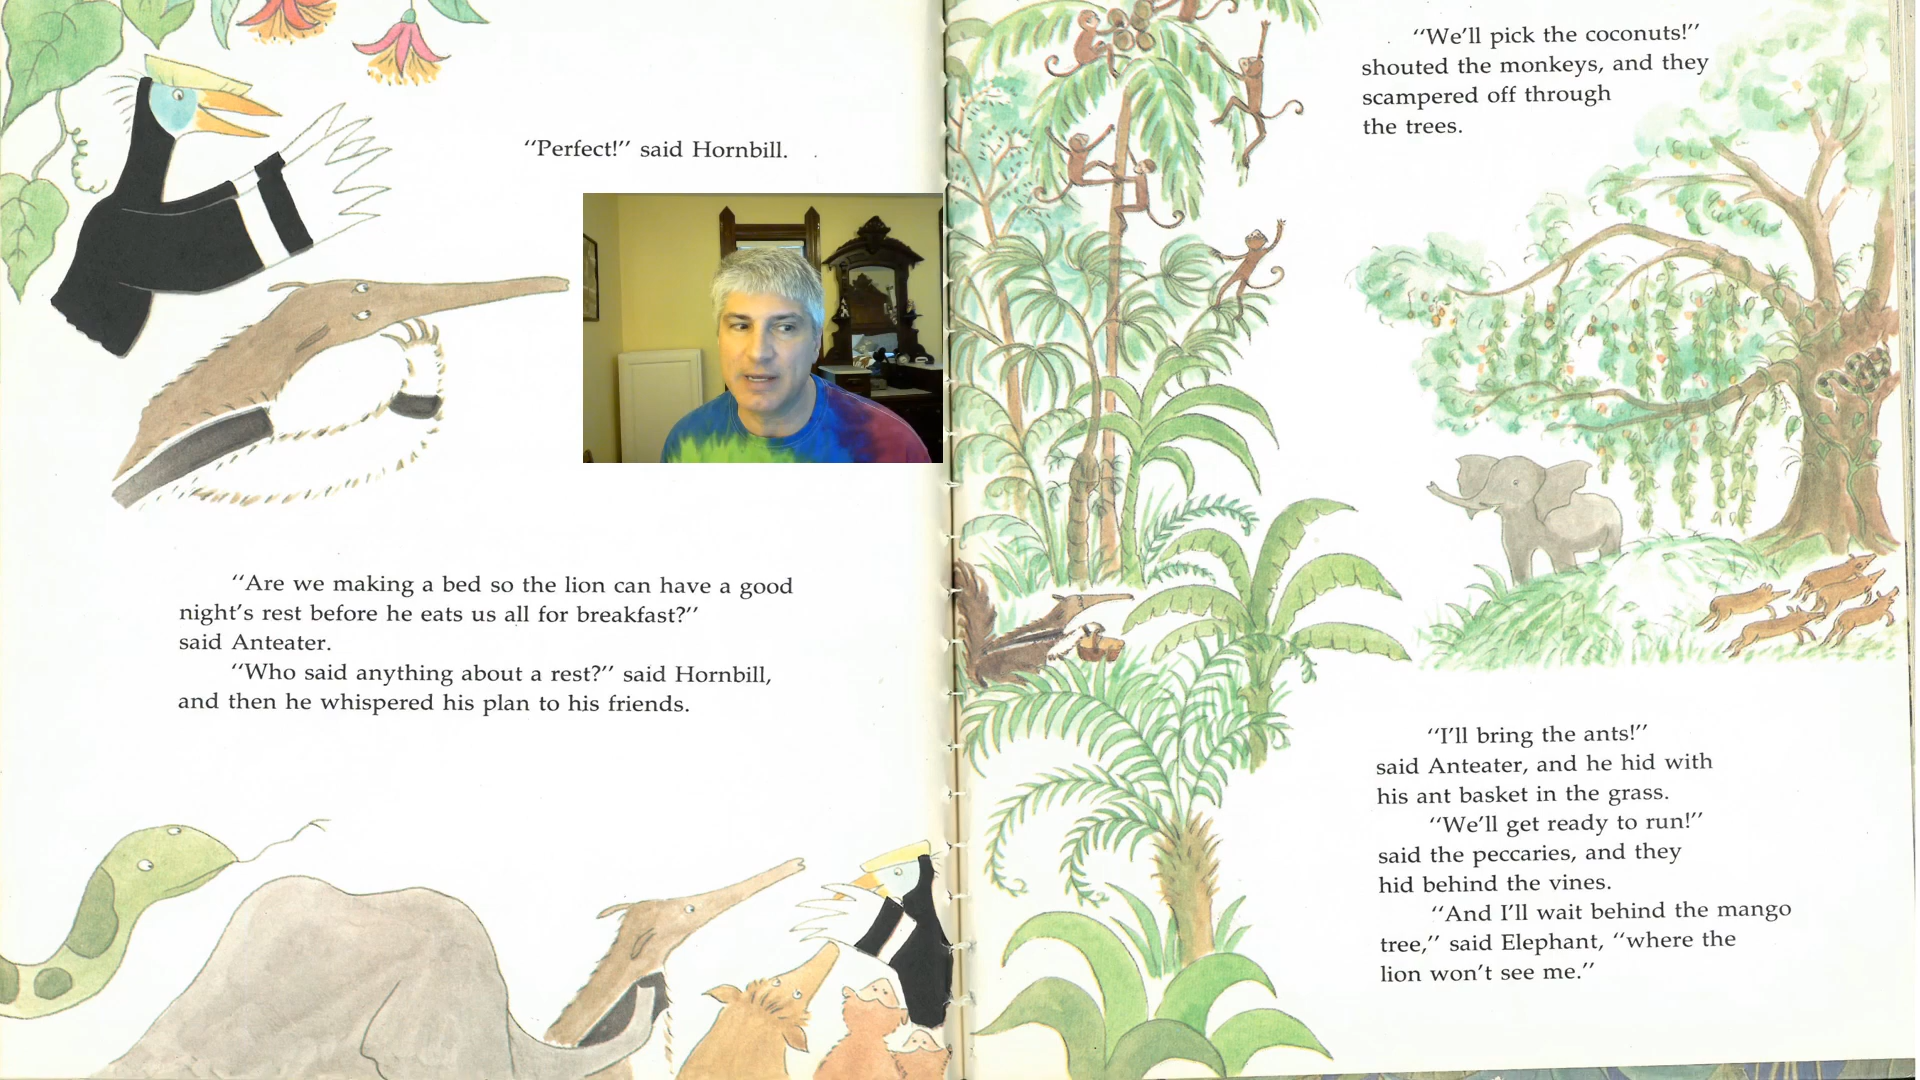 “Perfect!” said Hornbill.
“Are we making a bed so the lion can have a good
night’s rest before he eats us all for breakfast?”
said Anteater.
“Who said anything about a rest?” said Hornbill,
and then he whispered his plan to his friends.
“We’ll pick the coconuts!”
shouted the monkeys, and they
scampered off through
the trees.
“I’ll bring the ants!”
said Anteater, and he hid with
his ant basket in the grass.
“We’ll get ready to run!”
said the peccaries, and they
hid behind the vines.
“And I’ll wait behind the mango
tree,” said Elephant, “where the
lion won’t see me.”